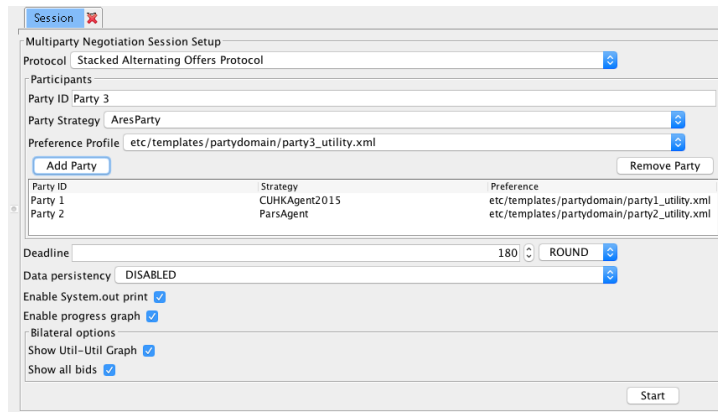 Session
Multiparty Negotiation Session Setup
Protocol Stacked Alternating Offers Protocol
Participants
Party ID Party 3
Party Strategy AresParty
Preference Profile etc/templates/partydomain/party3_utility.xml
Add Party Remove Party
Party ID Strategy Preference
Party 1 CUHKAgent2015 etc/templates/partydomain/party1_utility.xml
Party 2 ParsAgent etc/templates/partydomain/party2_utility.xml
Deadline 180 ROUND
Data persistency DISABLED
Enable System.out print
Enable progress graph
Bilateral options
Show Util-Util Graph
Show all bids
Start